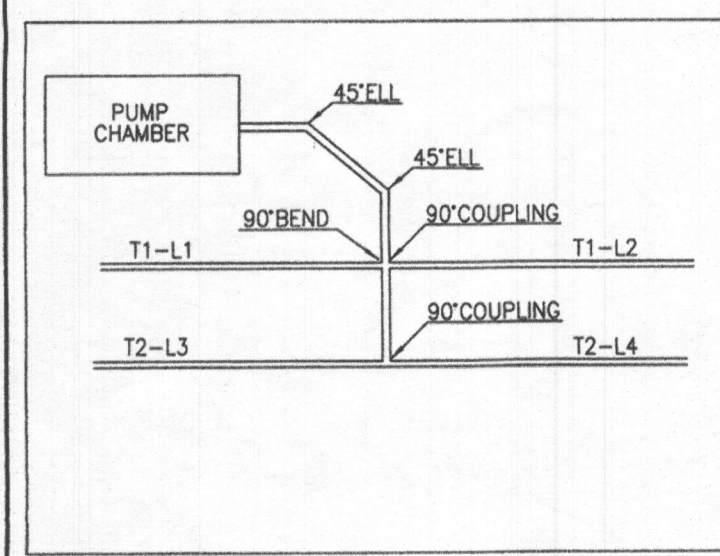 PUMP
CHAMBER
45°ELL
45°ELL
90°BEND
90°COUPLING
T1-L1
T1-L2
90°COUPLING
T2-L3
T2-L4